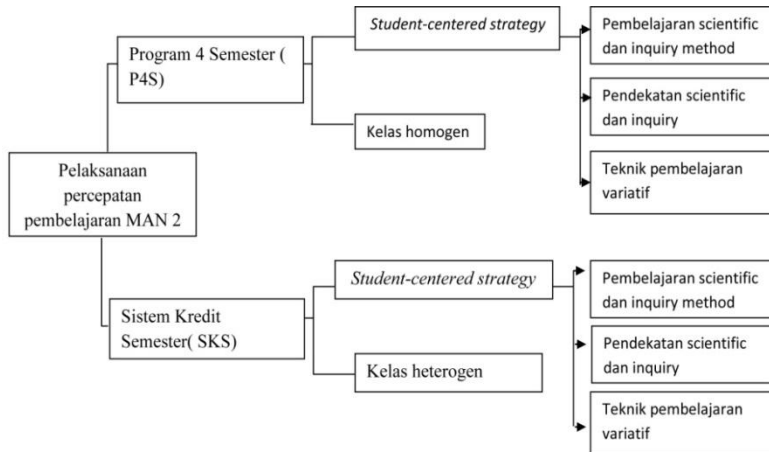 Pelaksanaan
percepatan
pembelajaran MAN 2
Program 4 Semester (
P4S)
Student-centered strategy
Pembelajaran scientific
dan inquiry method
Pendekatan scientific
dan inquiry
Teknik pembelajaran
variatif
Kelas homogen
Sistem Kredit
Semester( SKS)
Student-centered strategy
Pembelajaran scientific
dan inquiry method
Pendekatan scientific
dan inquiry
Teknik pembelajaran
variatif
Kelas heterogen